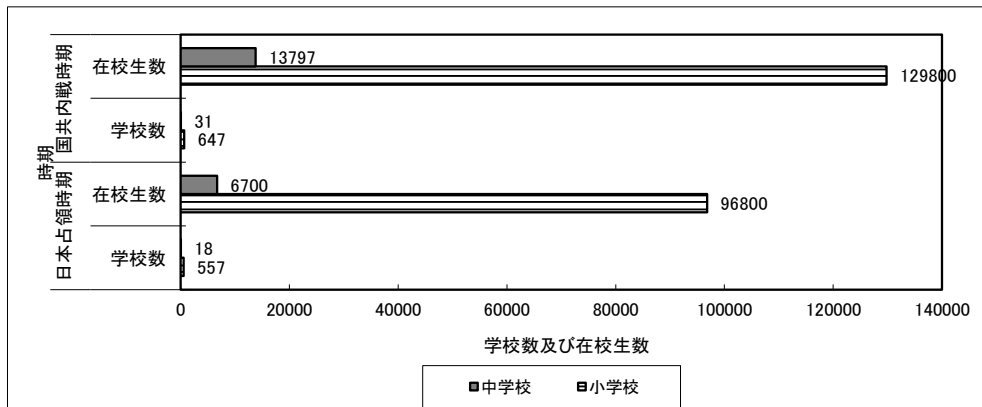 時期
国共内戦時期
在校生数
13797
129800
学校数
31
647
日本占領時期
在校生数
6700
96800
学校数
18
557
0 20000 40000 60000 80000 100000 120000 140000
学校数及び在校生数
中学校 小学校